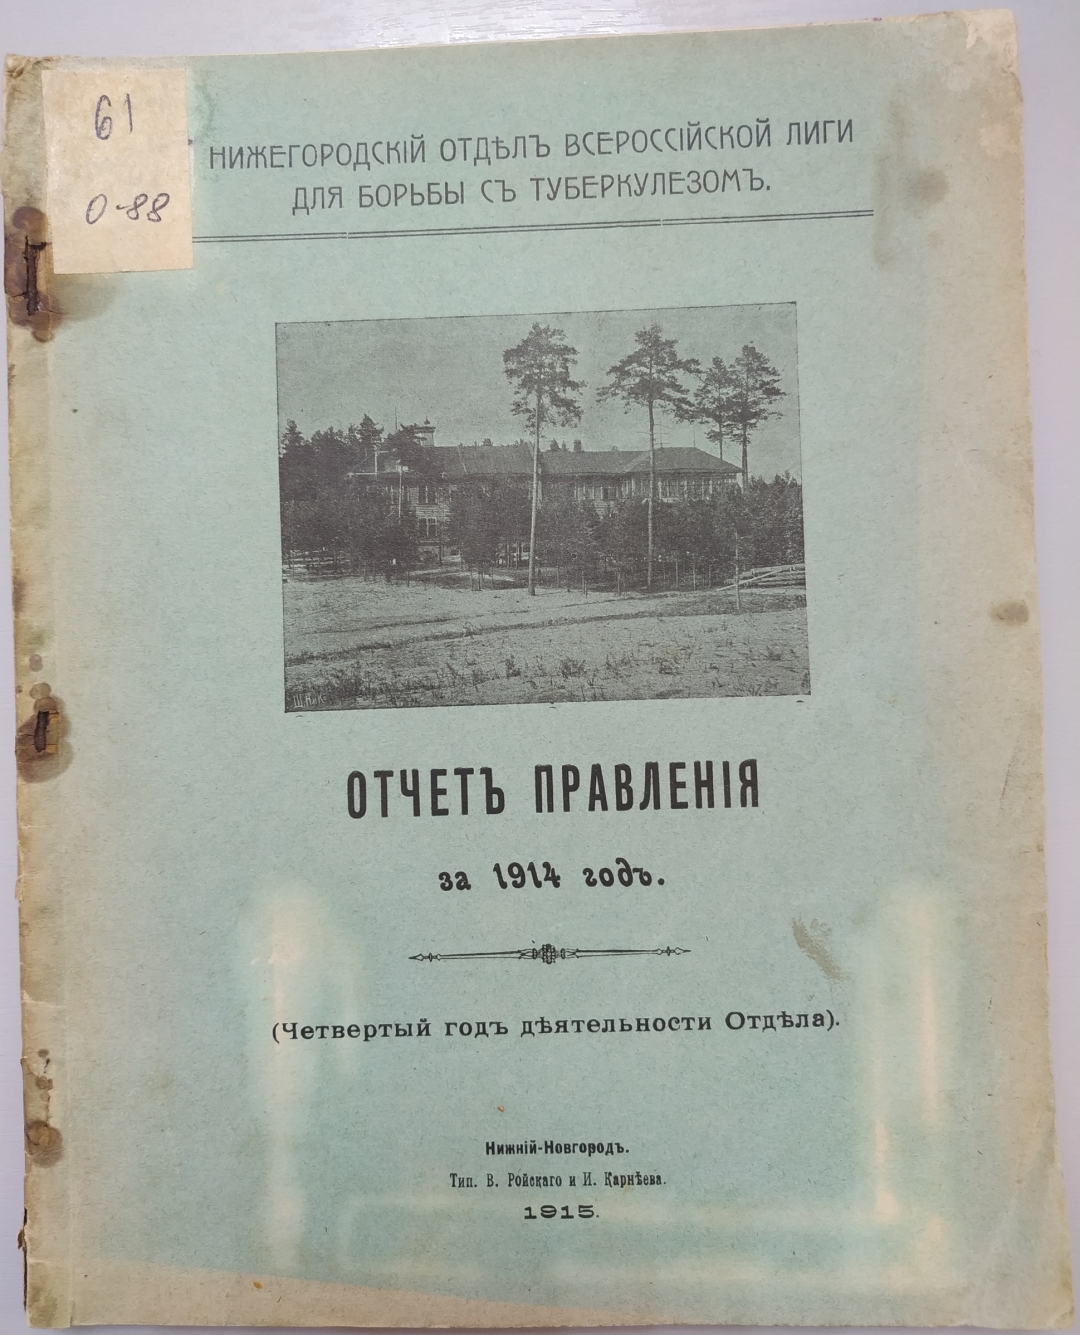 61
О-88
НИЖЕГОРОДСКІЙ ОТДѢЛЪ ВСЕРОССІЙСКОЙ ЛИГИ
ДЛЯ БОРЬБЫ СЪ ТУБЕРКУЛЕЗОМЪ.
ОТЧЕТЪ ПРАВЛЕНІЯ
за 1914 годъ.
(Четвертый годъ дѣятельности Отдѣла).
Нижній-Новгородъ.
Тип. В. Ройскаго и И. Карнѣева.
1915.